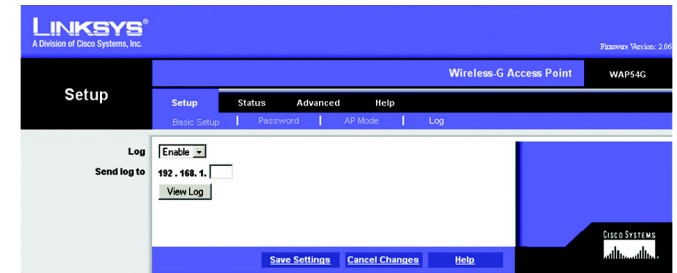 LINKSYS®
A Division of Cisco Systems, Inc.
Firmware Version: 2.06
Wireless-G Access Point WAP54G
Setup
Setup Status Advanced Help
Basic Setup | Password | AP Mode | Log
Log Enable
Send log to 192 . 168. 1.
View Log
CISCO SYSTEMS
Save Settings Cancel Changes Help